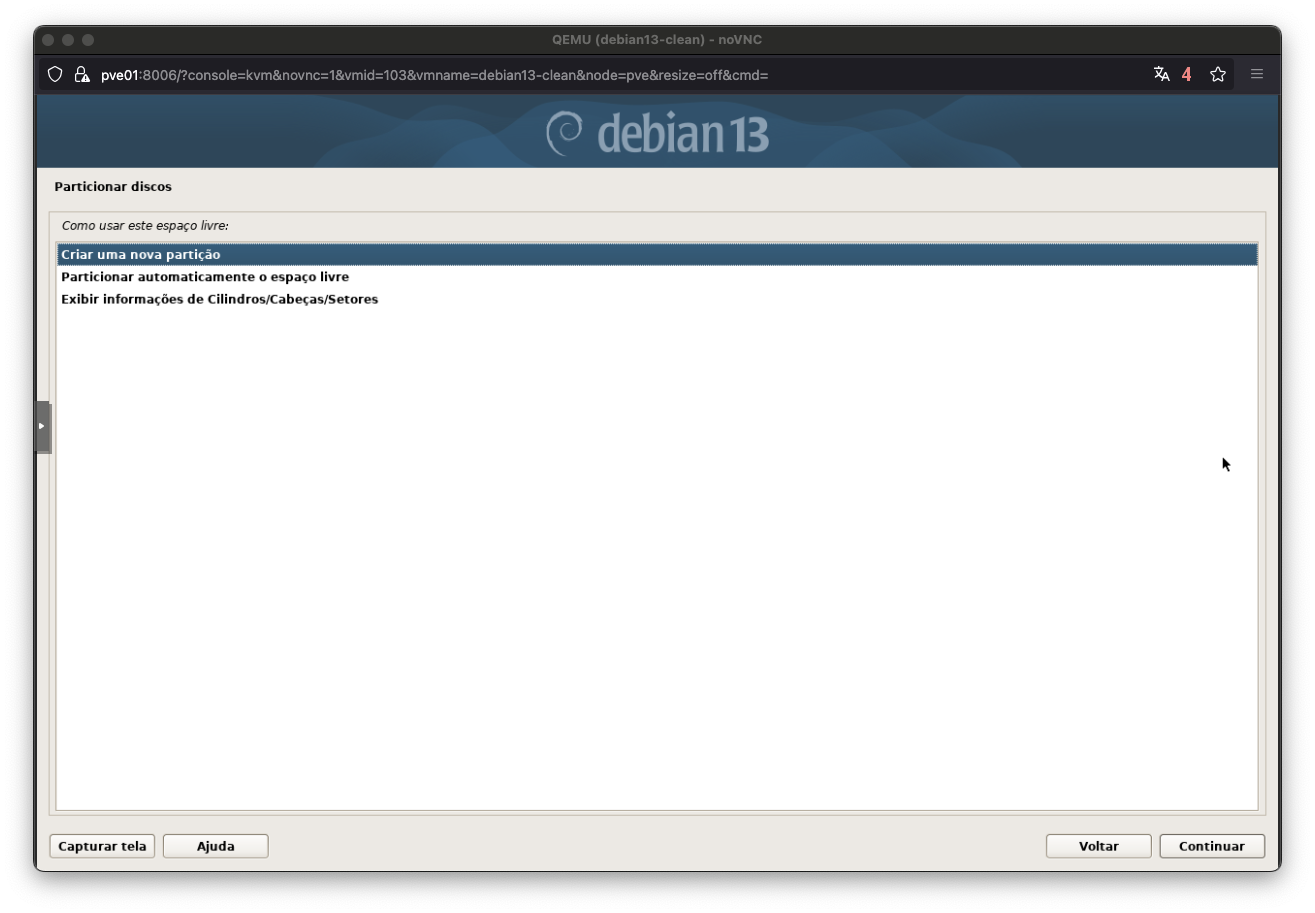 QEMU (debian13-clean) - noVNC
pve01:8006/?console=kvm&novnc=1&vmid=103&vmname=debian13-clean&node=pve&resize=off&cmd=
4
debian 13
Particionar discos
Como usar este espaço livre:
Criar uma nova partição
Particionar automaticamente o espaço livre
Exibir informações de Cilindros/Cabeças/Setores
Capturar tela
Ajuda
Voltar
Continuar